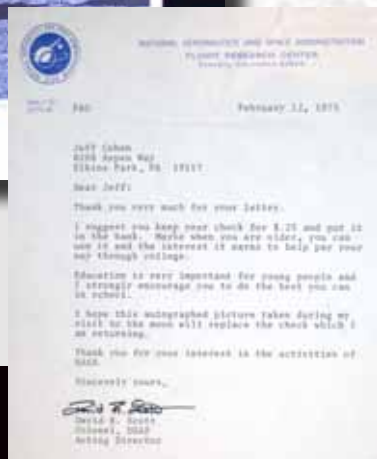 NATIONAL AERONAUTICS AND SPACE ADMINISTRATION
FLIGHT RESEARCH CENTER
February 12, 1975
Jeff Cohen
Aspen Way
Elkins Park, PA 19117
Dear Jeff:
Thank you very much for your letter.
I suggest you keep your check for $.25 and put it
in the bank. Maybe when you are older, you can
use it and the interest it earns to help pay your
way through college.
Education is very important for young people and
I strongly encourage you to do the best you can
in school.
I hope this autographed picture taken during my
visit to the moon will replace the check which I
am returning.
Thank you for your interest in the activities of
NASA.
Sincerely yours,
David R. Scott
Colonel, USAF
Acting Director